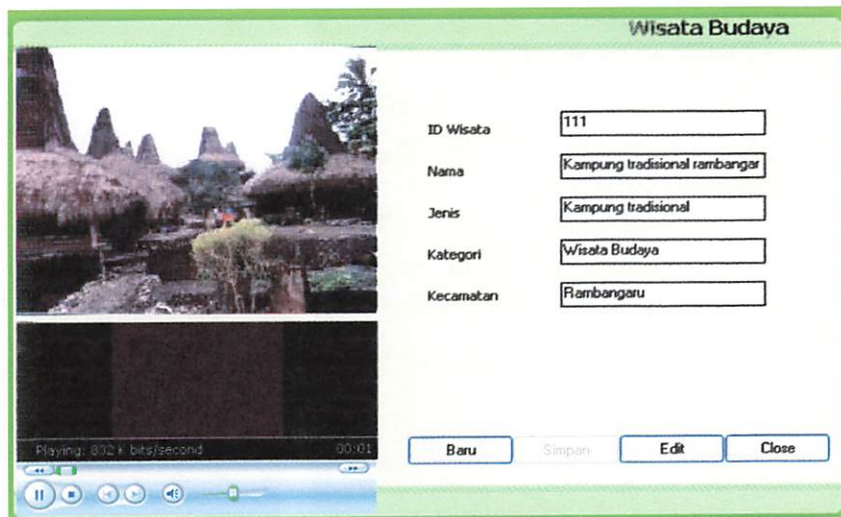 Wisata Budaya
ID Wisata 111
Nama Kampung tradisional rambangar
Jenis Kampung tradisional
Kategori Wisata Budaya
Kecamatan Rambangaru
Playing: 832 k bits/second 00:01
Baru Simpan Edit Close